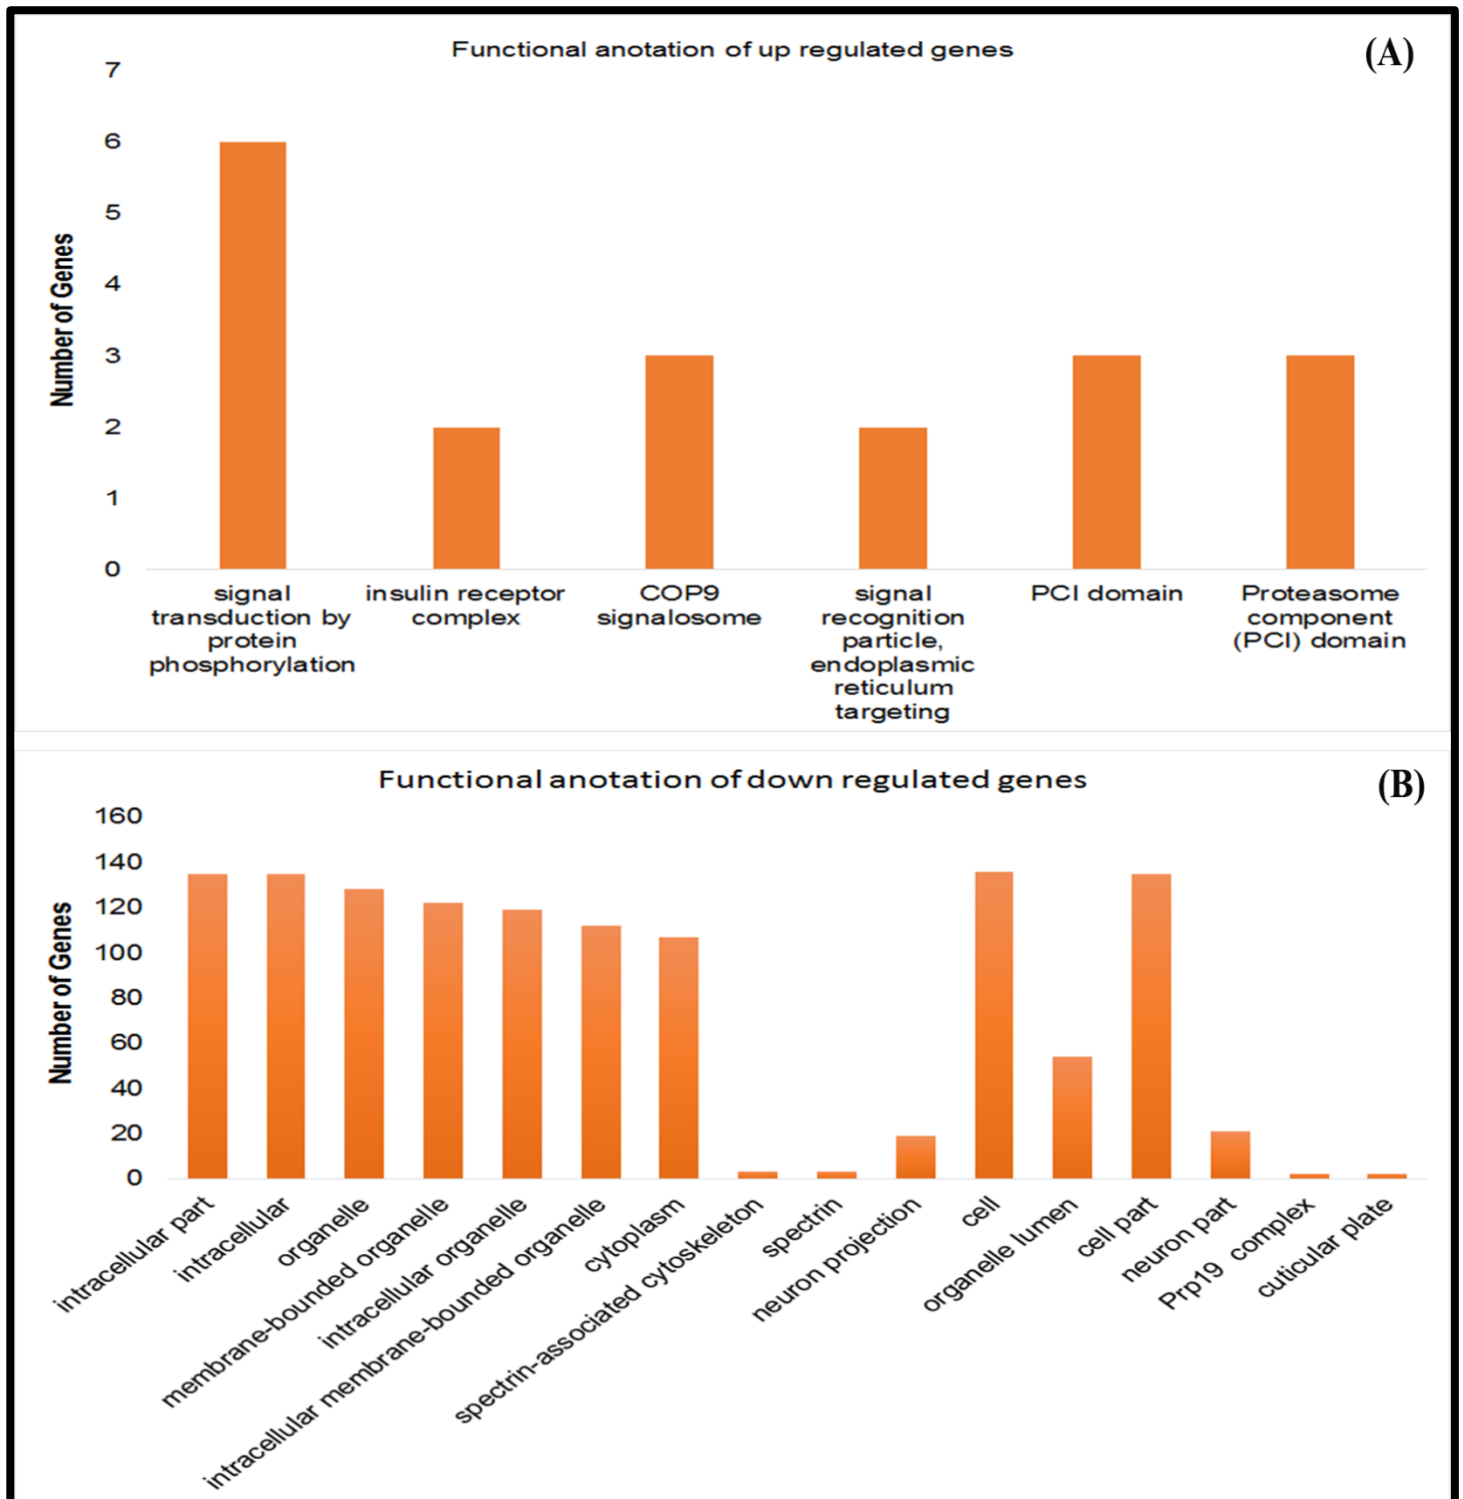 Functional anotation of up regulated genes
(A)
Number of Genes
7
6
5
4
3
2
1
0
signal
transduction by
protein
phosphorylation
insulin receptor
complex
COP9
signalosome
signal
recognition
particle,
endoplasmic
reticulum
targeting
PCI domain
Proteasome
component
(PCI) domain
Functional anotation of down regulated genes
(B)
Number of Genes
160
140
120
100
80
60
40
20
0
intracellular part
intracellular
organelle
membrane-bounded organelle
intracellular organelle
intracellular membrane-bounded organelle
cytoplasm
spectrin-associated cytoskeleton
spectrin
neuron projection
cell
organelle lumen
cell part
neuron part
Prp19 complex
cuticular plate